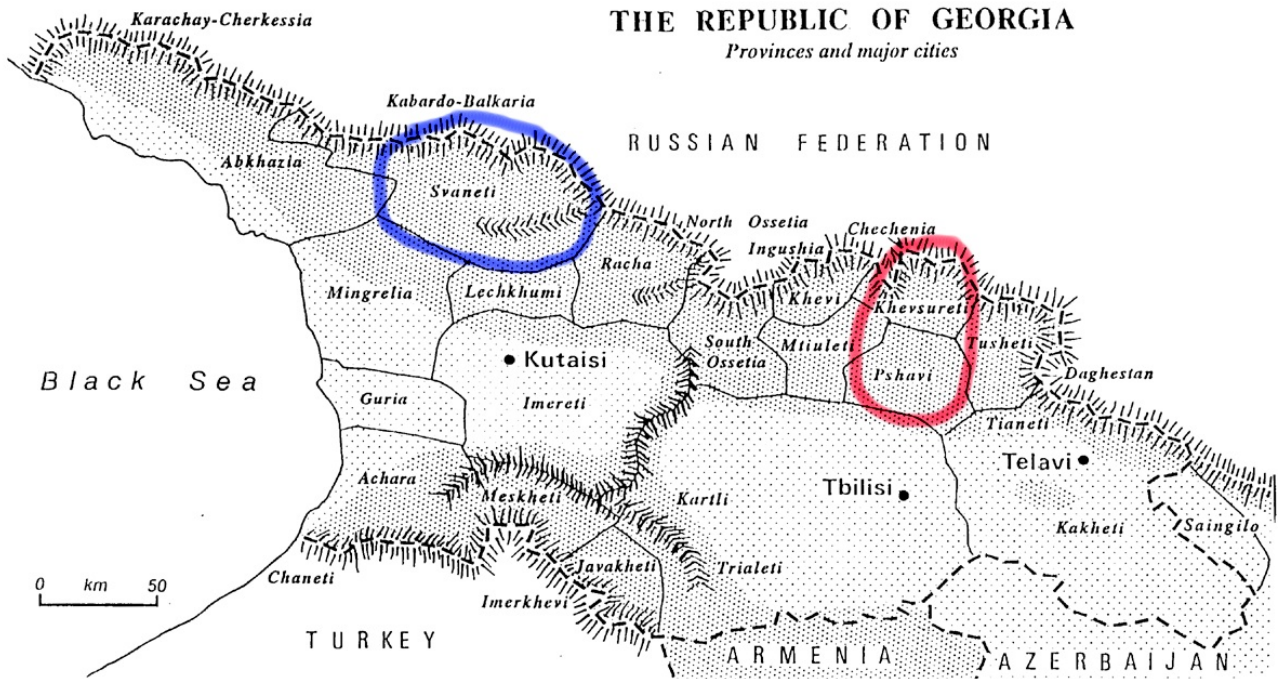 THE REPUBLIC OF GEORGIA
Provinces and major cities
Karachay-Cherkessia
Kabardo-Balkaria
RUSSIAN FEDERATION
Abkhazia
Svaneti
North Ossetia
Chechenia
Ingushia
Racha
Khevi
Khevsureti
Mingrelia
Lechkhumi
South
Ossetia
Mtiuleti
Tusheti
Kutaisi
Pshavi
Daghestan
Black Sea
Guria
Imereti
Tianeti
Telavi
Achara
Meskheti
Kartli
Tbilisi
Kakheti
Saingilo
Chaneti
Javakheti
Trialeti
0 km 50
Imerkhevi
TURKEY
ARMENIA
AZERBAIJAN